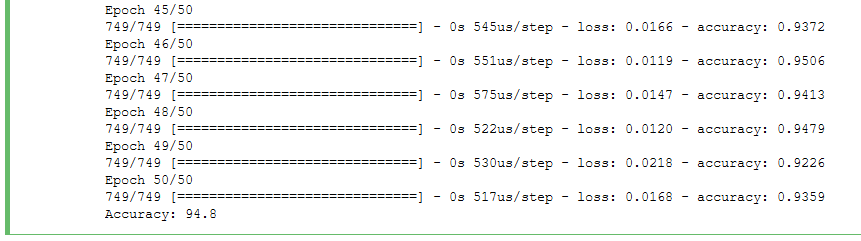 Epoch 45/50
749/749 [==============================] - 0s 545us/step - loss: 0.0166 - accuracy: 0.9372
Epoch 46/50
749/749 [==============================] - 0s 551us/step - loss: 0.0119 - accuracy: 0.9506
Epoch 47/50
749/749 [==============================] - 0s 575us/step - loss: 0.0147 - accuracy: 0.9413
Epoch 48/50
749/749 [==============================] - 0s 522us/step - loss: 0.0120 - accuracy: 0.9479
Epoch 49/50
749/749 [==============================] - 0s 530us/step - loss: 0.0218 - accuracy: 0.9226
Epoch 50/50
749/749 [==============================] - 0s 517us/step - loss: 0.0168 - accuracy: 0.9359
Accuracy: 94.8